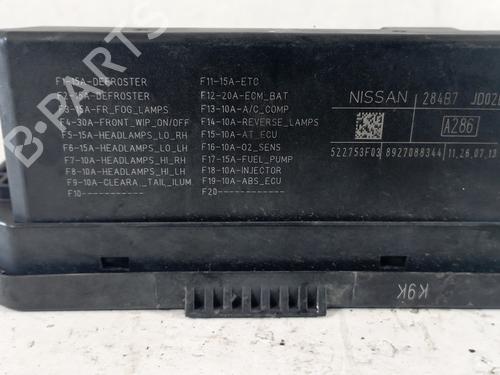 F1-15A-DEFROSTER
F2-15A-DEFROSTER
F3-15A-FR_FOG_LAMPS
F4-30A-FRONT_WIP_ON/OFF
F5-15A-HEADLAMPS_LO_RH
F6-15A-HEADLAMPS_LO_LH
F7-10A-HEADLAMPS_HI_RH
F8-10A-HEADLAMPS_HI_LH
F9-10A-CLEARA._TAIL_ILUM
F10-----------
F11-15A-ETC
F12-20A-ECM_BAT
F13-10A-A/C_COMP
F14-10A-REVERSE_LAMPS
F15-10A-AT_ECU
F16-10A-O2_SENS
F17-15A-FUEL_PUMP
F18-10A-INJECTOR
F19-10A-ABS_ECU
F20-----------
NISSAN 284B7 JD02
A286
522753F03 8927088344 11.26.07.13
K9K